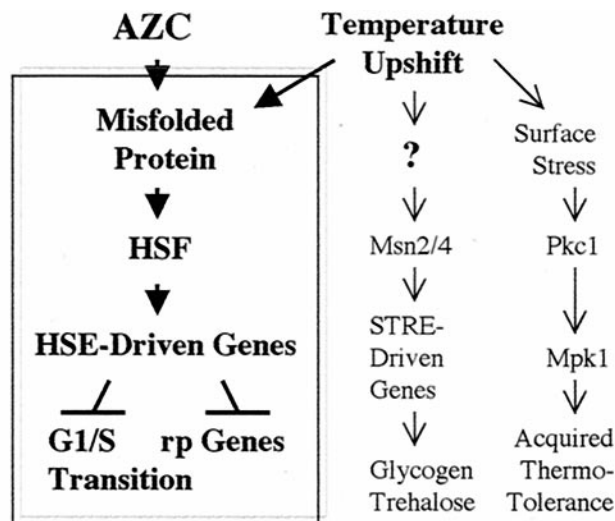 AZC
Temperature
Upshift
Misfolded
Protein
HSF
HSE-Driven Genes
G1/S
Transition
rp Genes
?
Msn2/4
STRE-
Driven
Genes
Glycogen
Trehalose
Surface
Stress
Pkc1
Mpk1
Acquired
Thermo-
Tolerance